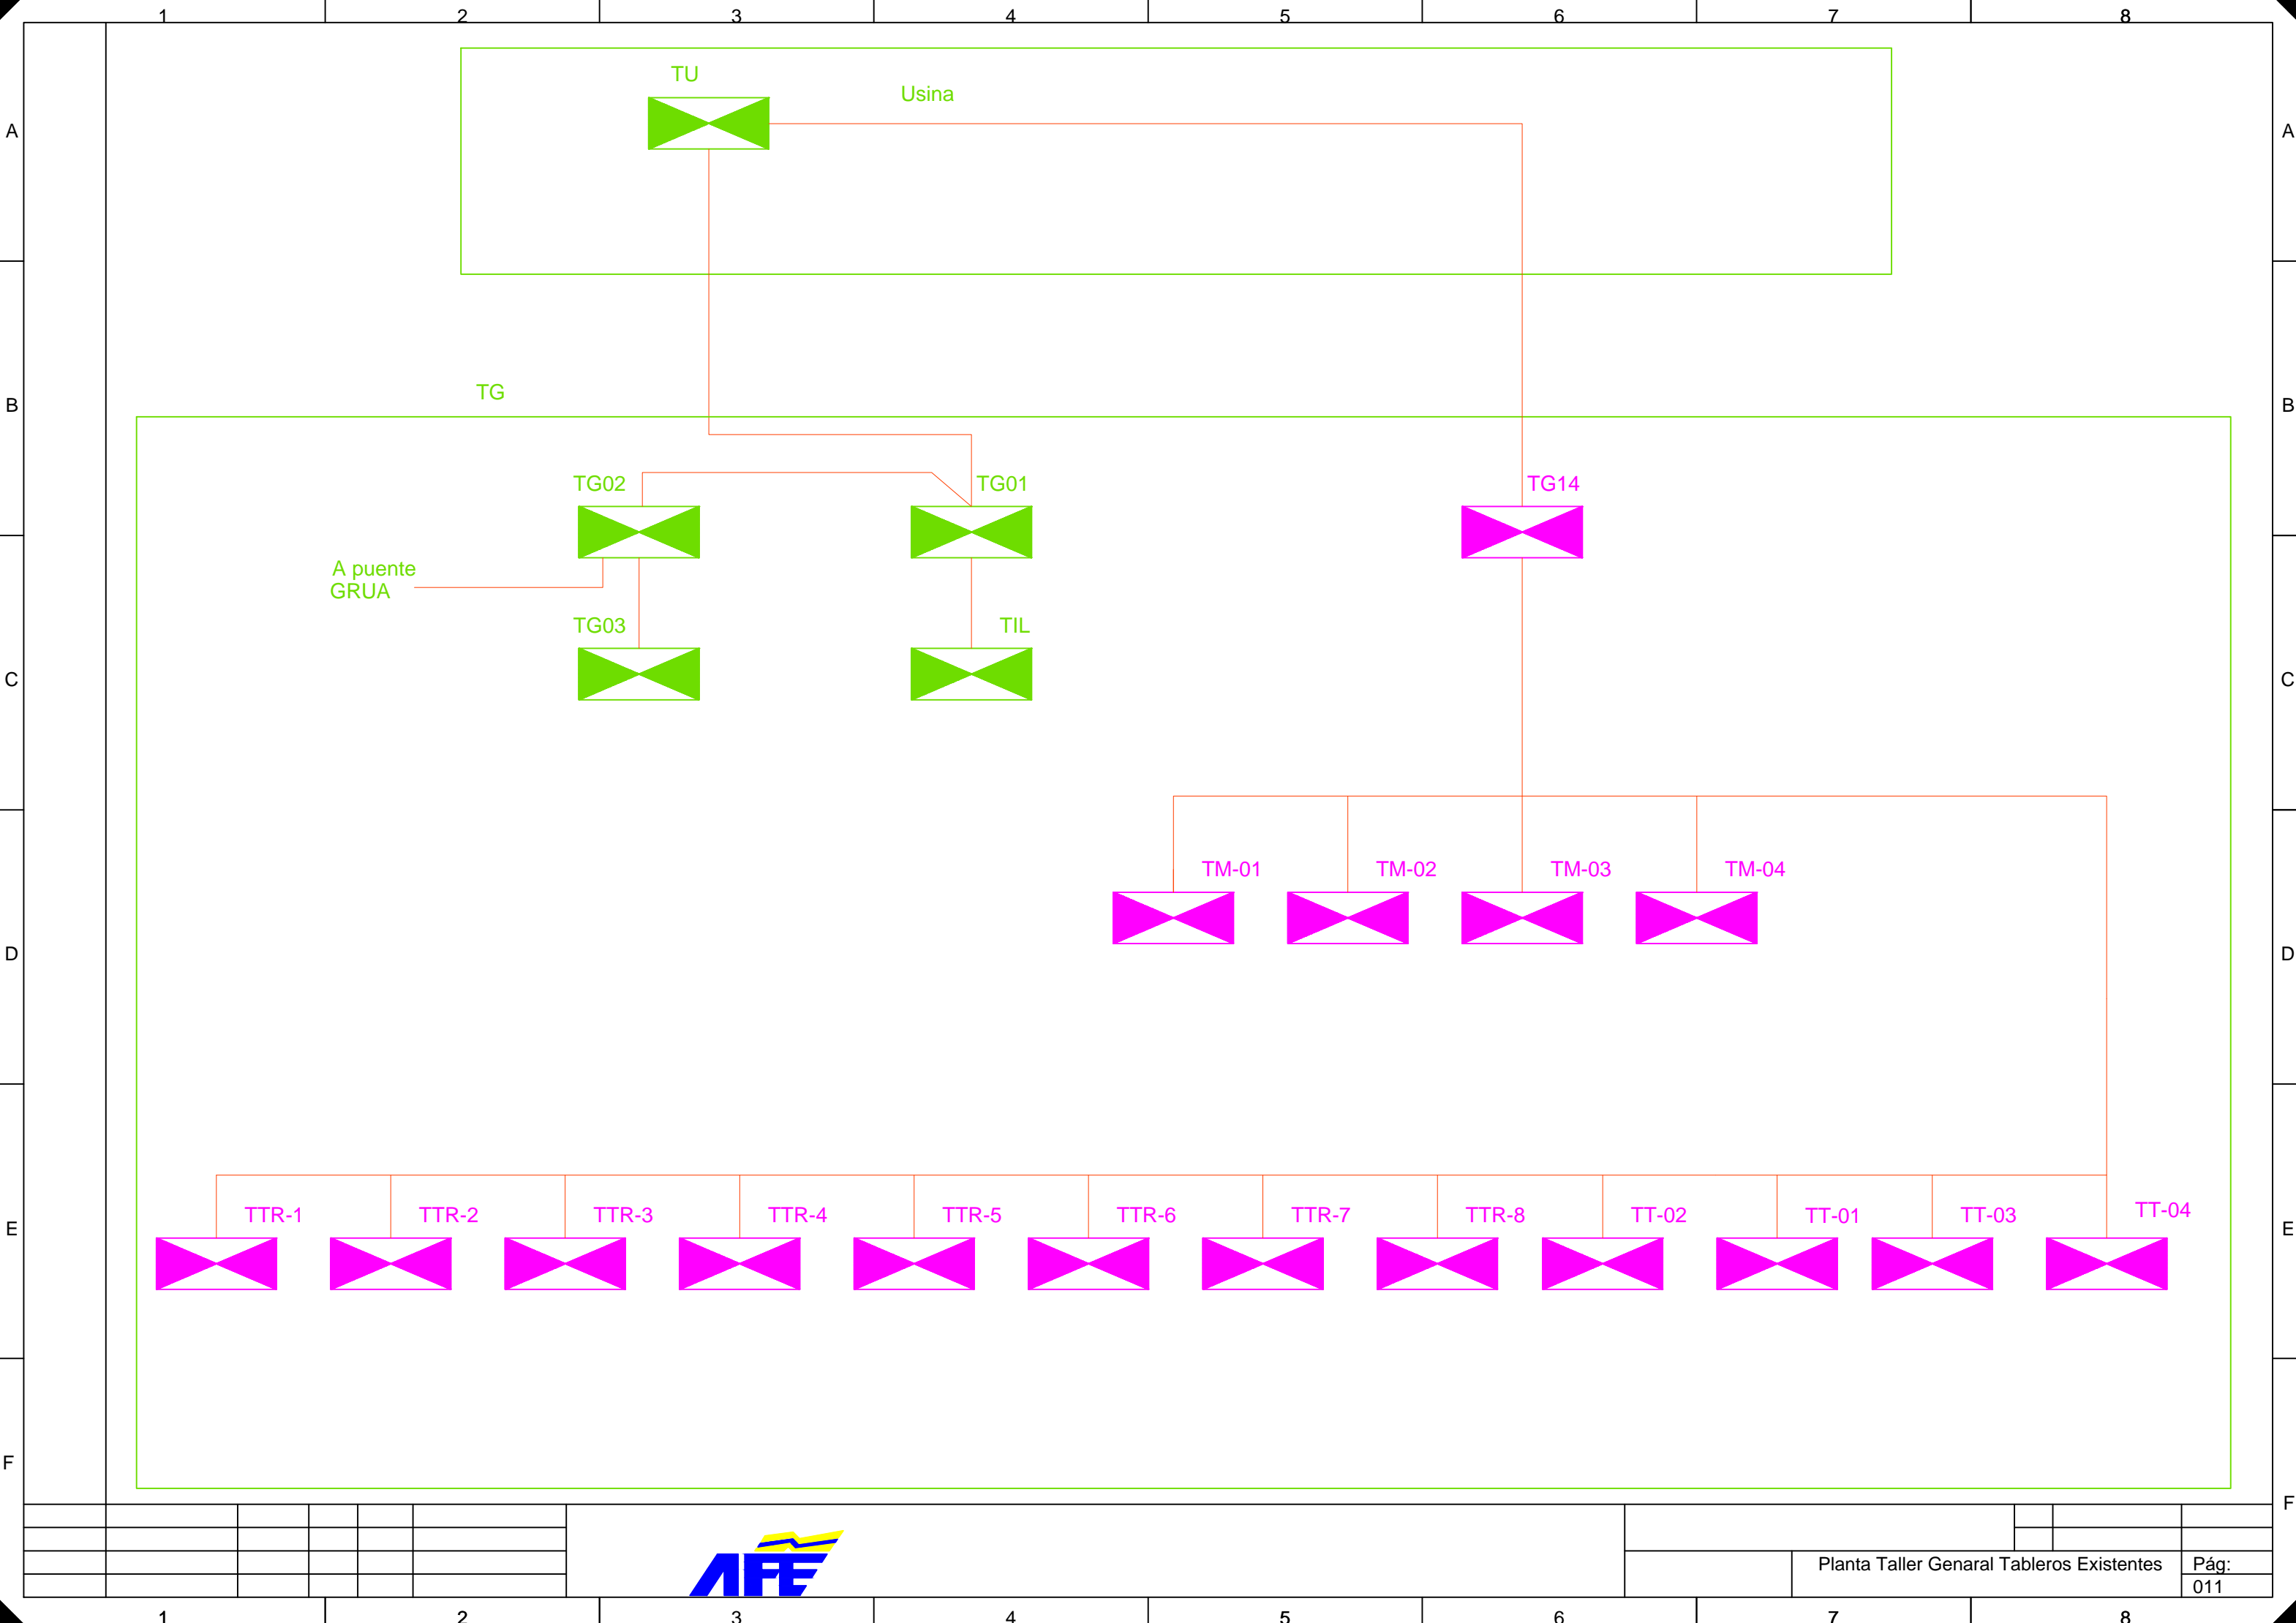 1 2 3 4 5 6 7 8
TU
Usina
A A
TG
B B
TG02 TG01 TG14
A puente
GRUA
TG03 TIL
C C
TM-01 TM-02 TM-03 TM-04
D D
TTR-1 TTR-2 TTR-3 TTR-4 TTR-5 TTR-6 TTR-7 TTR-8 TT-02 TT-01 TT-03 TT-04
E E
F F
AFE
Planta Taller Genaral Tableros Existentes Pág:
011
1 2 3 4 5 6 7 8